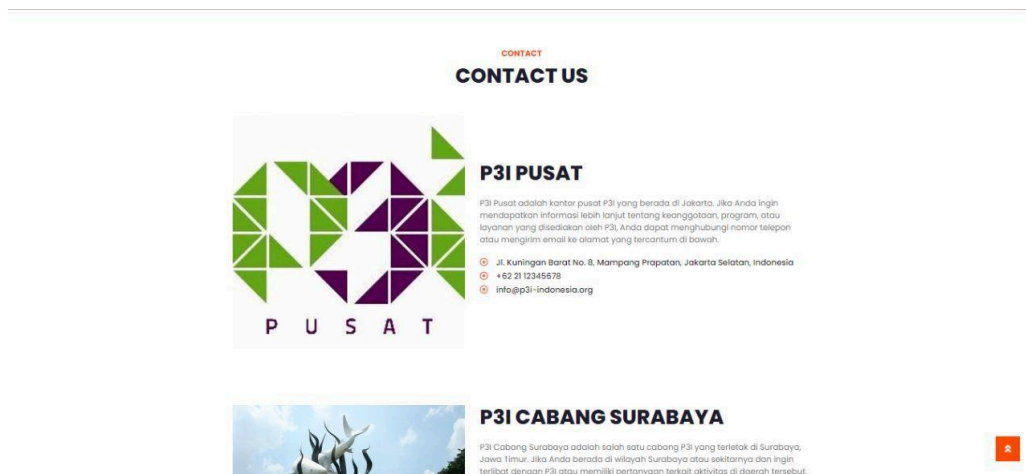 CONTACT
CONTACT US
P3I PUSAT
P3I Pusat adalah kantor pusat P3I yang berada di Jakarta. Jika Anda ingin
mendapatkan informasi lebih lanjut tentang keanggotaan, program, atau
layanan yang disediakan oleh P3I, Anda dapat menghubungi nomor telepon
atau mengirim email ke alamat yang tercantum di bawah.
Jl. Kuningan Barat No. 8, Mampang Prapatan, Jakarta Selatan, Indonesia
+62 21 12345678
info@p3i-indonesia.org
PUSAT
P3I CABANG SURABAYA
P3I Cabang Surabaya adalah salah satu cabang P3I yang terletak di Surabaya,
Jawa Timur. Jika Anda berada di wilayah Surabaya atau sekitarnya dan ingin
terlibat dengan P3I atau memiliki pertanyaan terkait aktivitas di daerah tersebut,